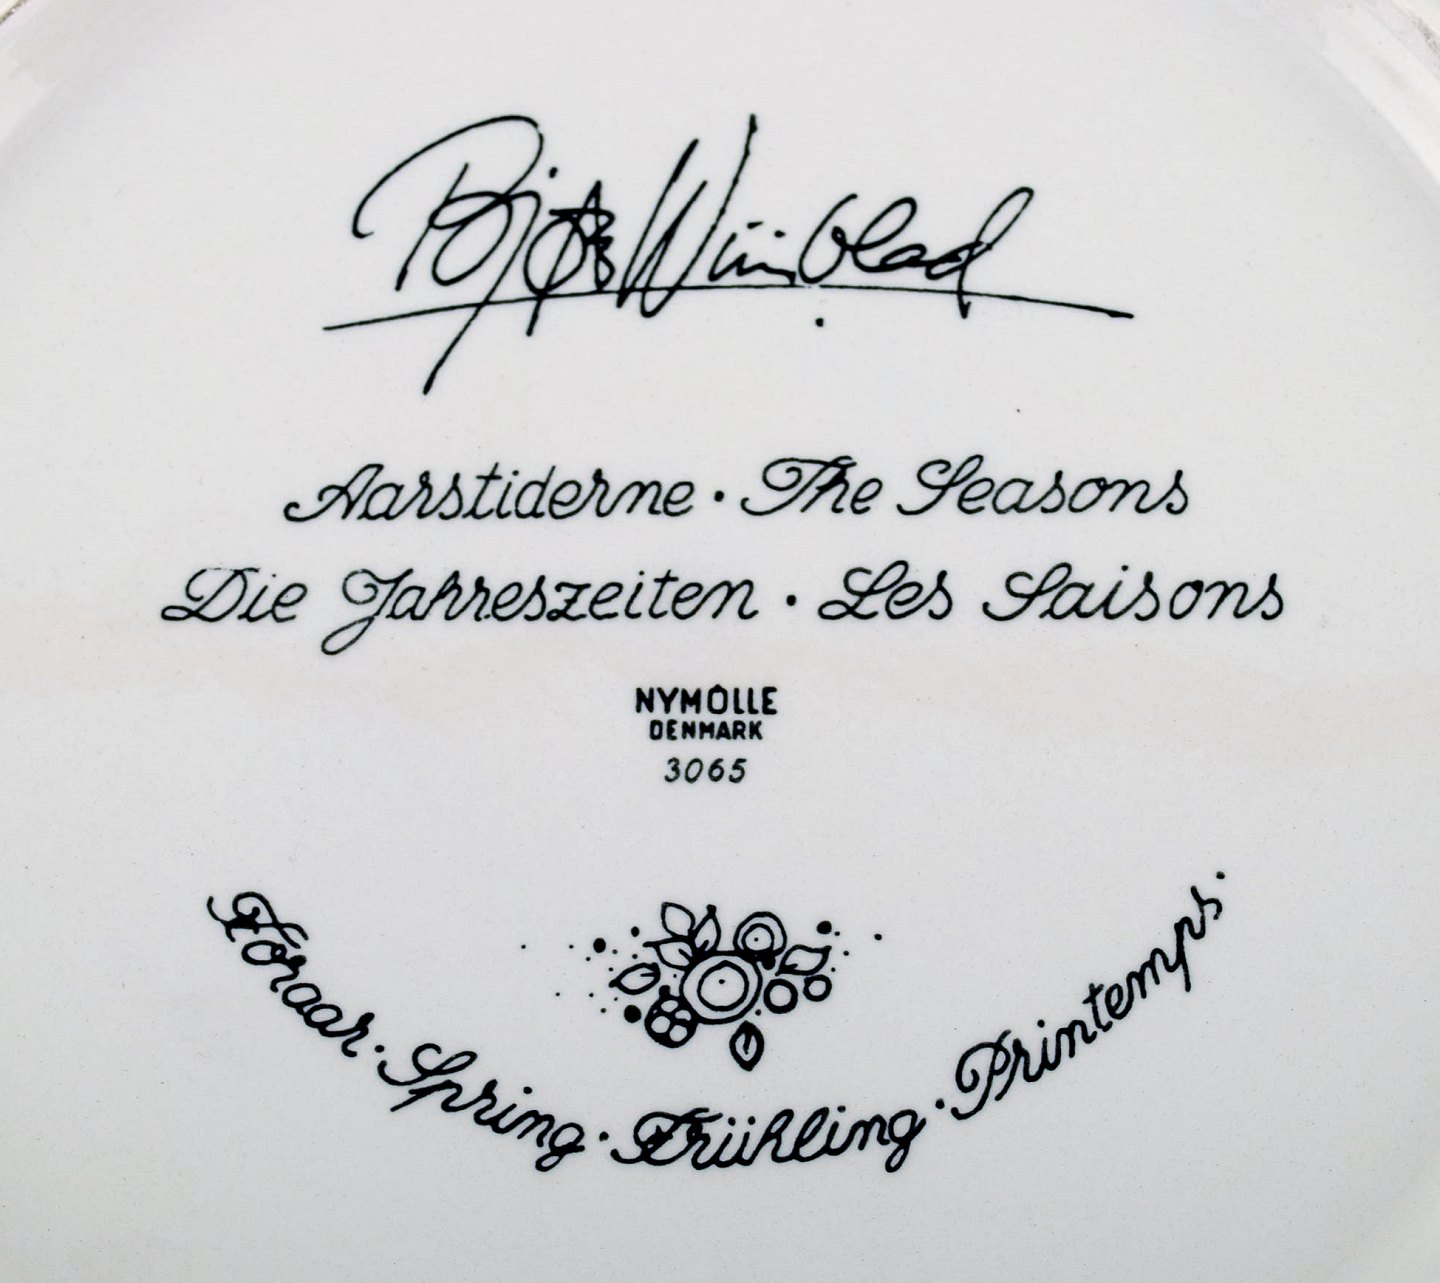 Bjørn Wiinblad
Aarstiderne · The Seasons
Die Jahreszeiten · Les Saisons
NYMÖLLE
DENMARK
3065
Foraar · Spring · Frühling · Printemps ·